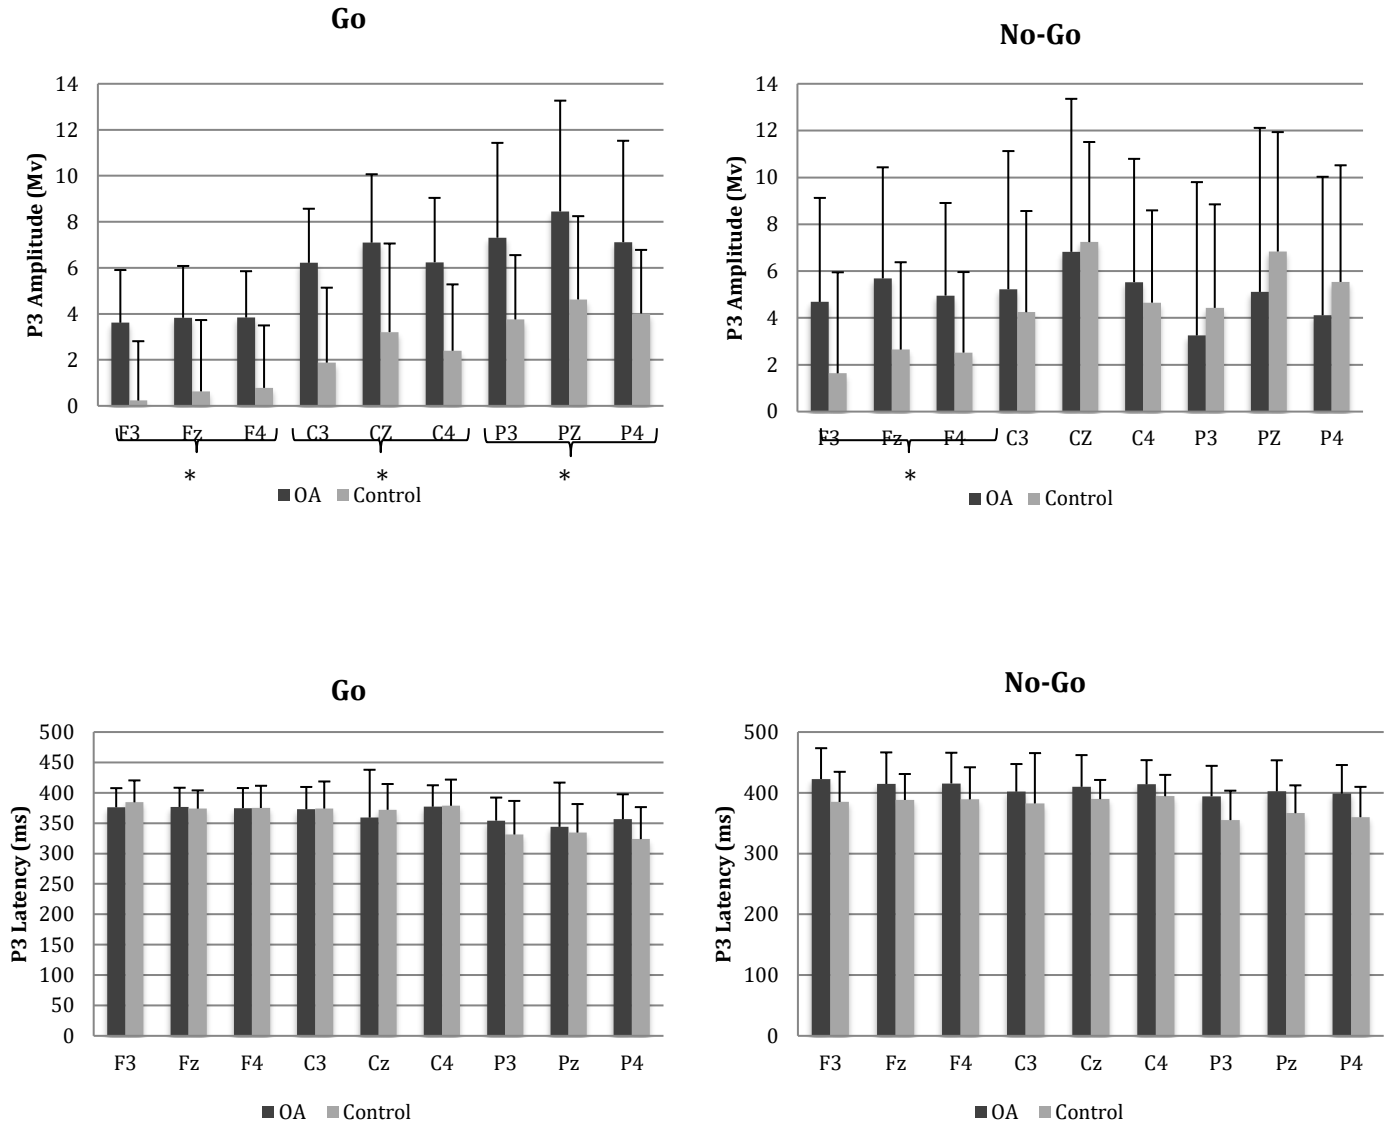 Go
P3 Amplitude (Mv)
14
12
10
8
6
4
2
0
F3 Fz F4 C3 CZ C4 P3 PZ P4
* * *
OA Control
No-Go
P3 Amplitude (Mv)
14
12
10
8
6
4
2
0
F3 Fz F4 C3 CZ C4 P3 PZ P4
*
OA Control
Go
P3 Latency (ms)
500
450
400
350
300
250
200
150
100
50
0
F3 Fz F4 C3 Cz C4 P3 Pz P4
OA Control
No-Go
P3 Latency (ms)
500
400
300
200
100
0
F3 Fz F4 C3 Cz C4 P3 Pz P4
OA Control